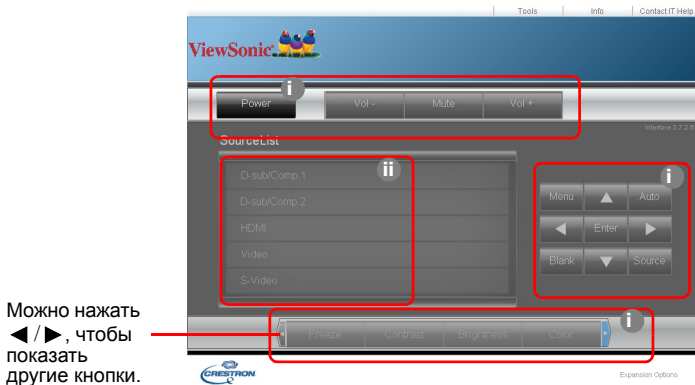 Tools Info Contact IT Help
ViewSonic
i
Power Vol - Mute Vol +
Interface 2.7.2.6
SourceList
ii
i
D-sub/Comp 1
D-sub/Comp 2
HDMI
Video
S-Video
Menu Auto
Enter
Blank Source
i
Можно нажать
◀/▶, чтобы
показать
другие кнопки.
Freeze Contrast Brightness Color
CRESTRON
Expansion Options